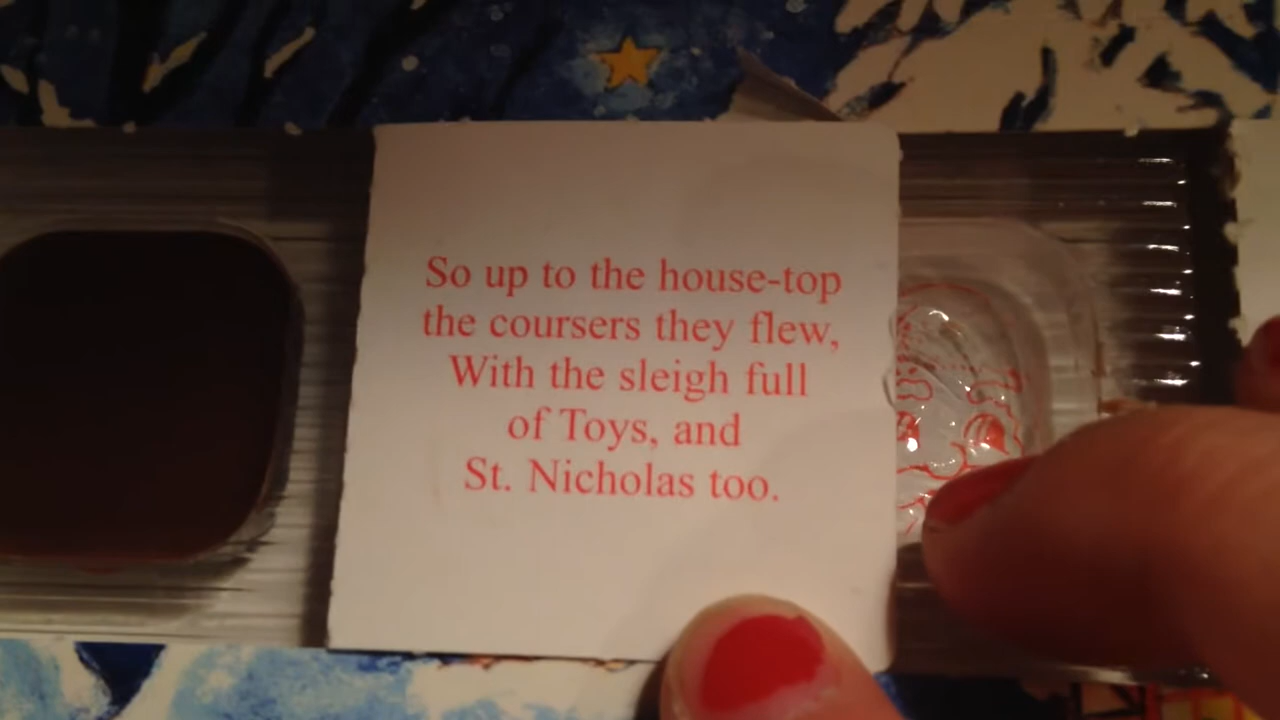 So up to the house-top
the coursers they flew,
With the sleigh full
of Toys, and
St. Nicholas too.